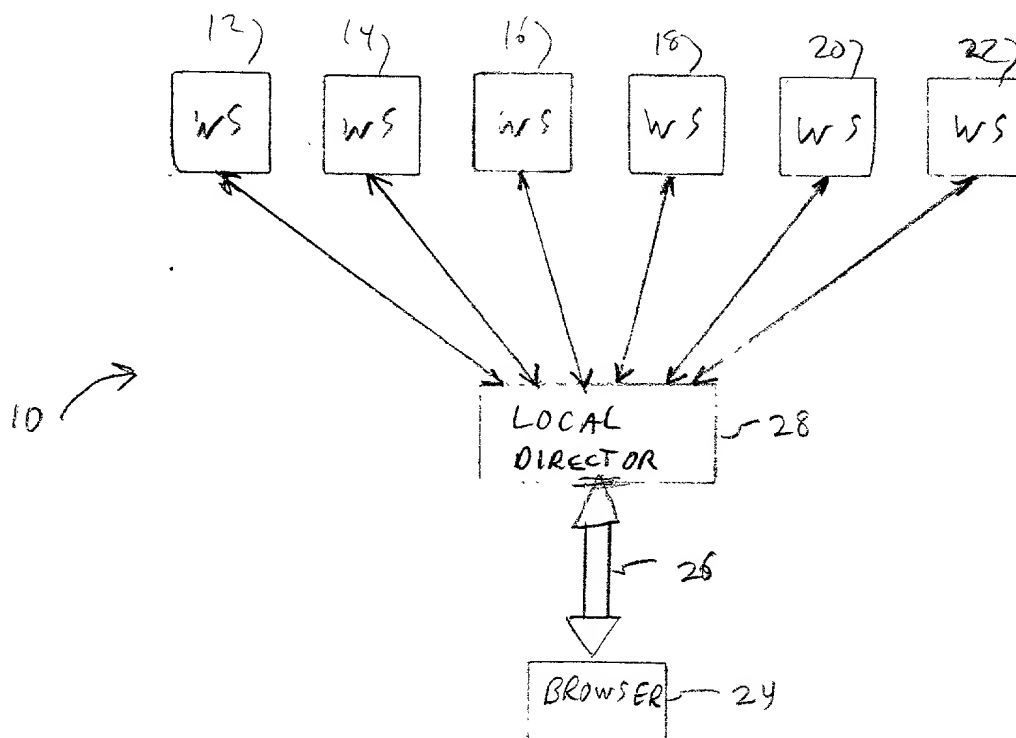 12 14 16 18 20 22
WS WS WS WS WS WS
10
LOCAL
DIRECTOR
28
26
BROWSER
24